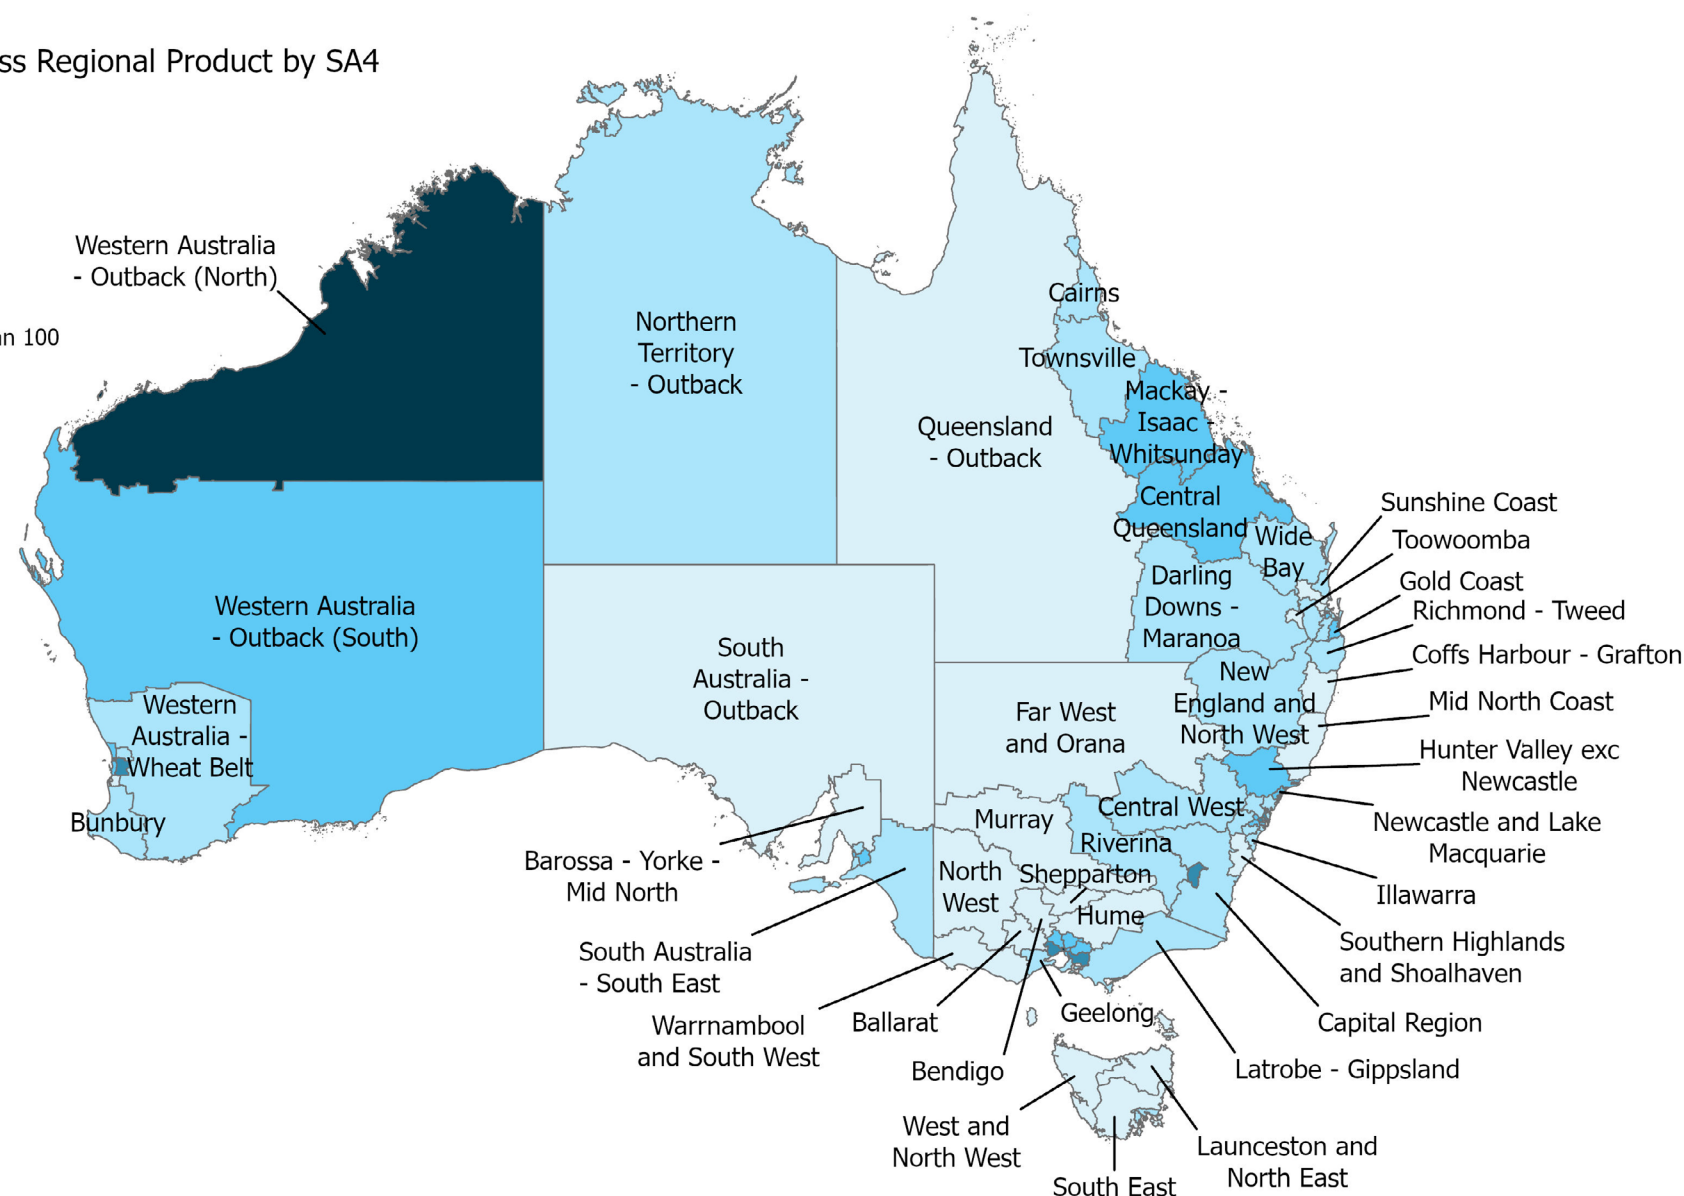 ss Regional Product by SA4
Western Australia
- Outback (North)
an 100
Northern
Territory
- Outback
Cairns
Townsville
Mackay -
Isaac -
Whitsunday
Queensland
- Outback
Central
Queensland
Wide
Bay
Sunshine Coast
Toowoomba
Gold Coast
Richmond - Tweed
Coffs Harbour - Grafton
Mid North Coast
Hunter Valley exc
Newcastle
Newcastle and Lake
Macquarie
Illawarra
Southern Highlands
and Shoalhaven
Capital Region
Latrobe - Gippsland
Darling
Downs -
Maranoa
New
England and
North West
Western Australia
- Outback (South)
South
Australia -
Outback
Far West
and Orana
Western
Australia -
Wheat Belt
Bunbury
Central West
Murray
Riverina
Shepparton
North
West
Hume
Barossa - Yorke -
Mid North
South Australia
- South East
Warrnambool
and South West
Ballarat
Bendigo
Geelong
West and
North West
South East
Launceston and
North East